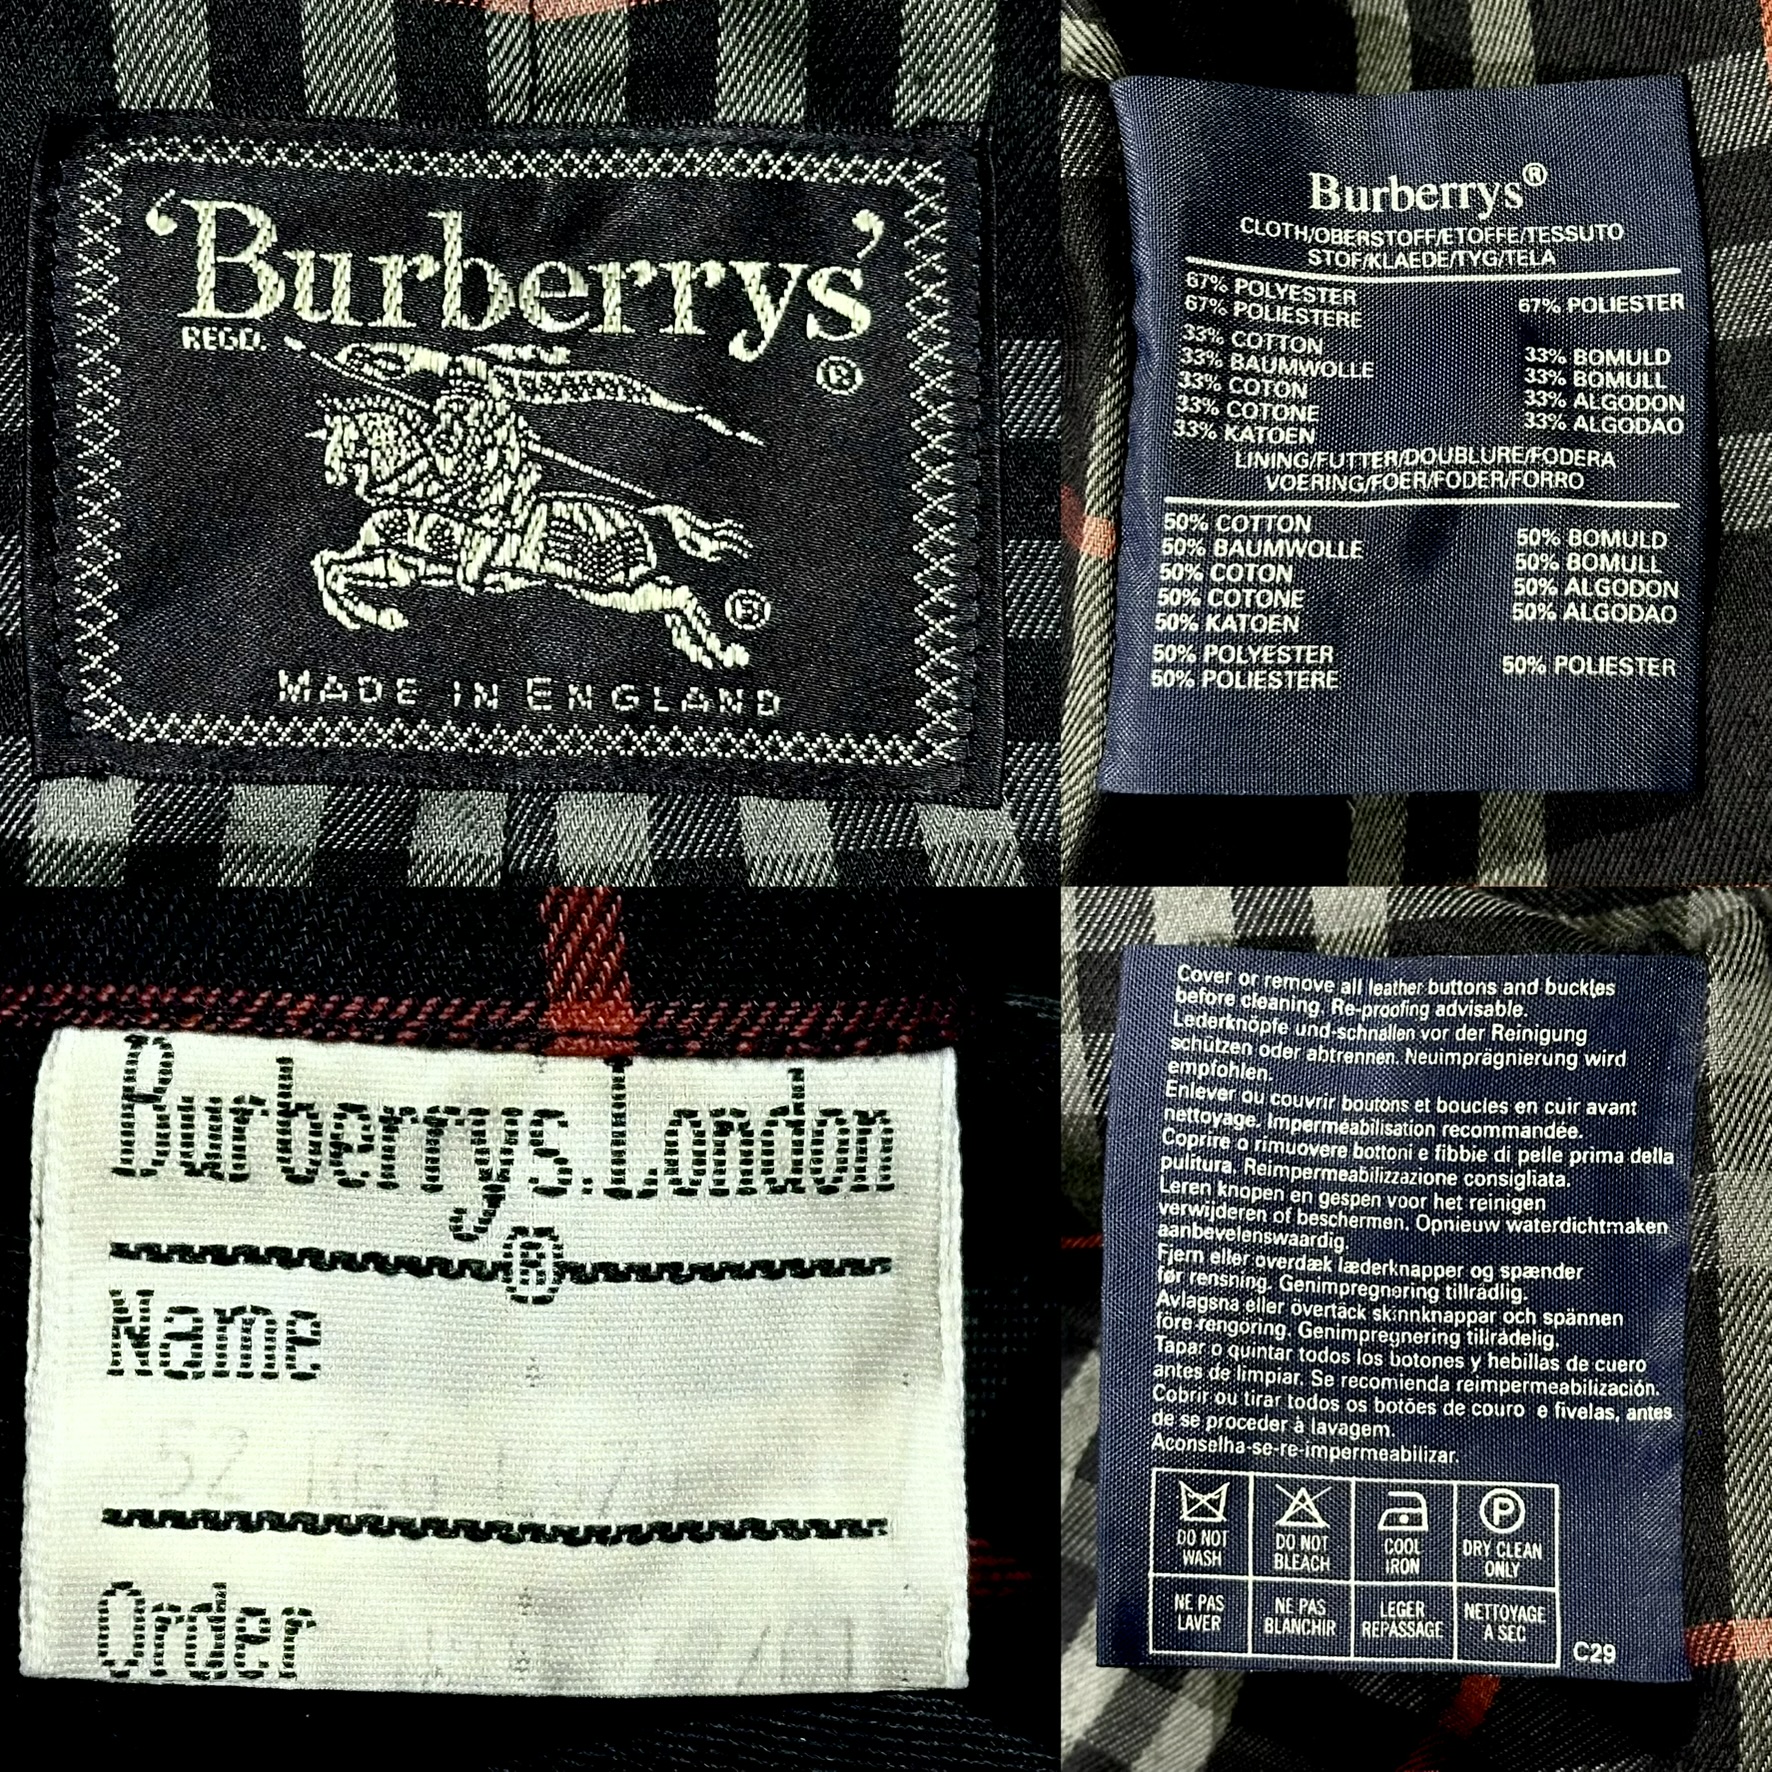 ‘Burberrys’
REGD.
®
®
MADE IN ENGLAND
Burberrys®
CLOTH/OBERSTOFF/ETOFFE/TESSUTO
STOF/KLAEDE/TYG/TELA
67% POLYESTER
67% POLIESTERE
67% POLIESTER
33% COTTON
33% BAUMWOLLE
33% COTON
33% COTONE
33% KATOEN
33% BOMULD
33% BOMULL
33% ALGODON
33% ALGODAO
LINING/FUTTER/DOUBLURE/FODERA
VOERING/FOER/FODER/FORRO
50% COTTON
50% BAUMWOLLE
50% COTON
50% COTONE
50% KATOEN
50% BOMULD
50% BOMULL
50% ALGODON
50% ALGODAO
50% POLYESTER
50% POLIESTERE
50% POLIESTER
Burberrys.London
®
Name
52 REG
Order
Cover or remove all leather buttons and buckles
before cleaning. Re-proofing advisable.
Lederknöpfe und-schnallen vor der Reinigung
schützen oder abtrennen. Neuimprägnierung wird
empfohlen.
Enlever ou couvrir boutons et boucles en cuir avant
nettoyage. Imperméabilisation recommandée.
Coprire o rimuovere bottoni e fibbie di pelle prima della
pulitura. Reimpermeabilizzazione consigliata.
Leren knopen en gespen voor het reinigen
verwijderen of beschermen. Opnieuw waterdichtmaken
aanbevelenswaardig.
Fjern eller overdæk læderknapper og spænder
før rensning. Genimpregnering tillrådlig.
Avlagsna eller övertäck skinnknappar och spännen
före rengöring. Genimpregnering tillrådelig.
Tapar o quintar todos los botones y hebillas de cuero
antes de limpiar. Se recomienda reimpermeabilización.
Cobrir ou tirar todos os botões de couro e fivelas, antes
de se proceder à lavagem.
Aconselha-se-re-impermeabilizar.
P
DO NOT
WASH
DO NOT
BLEACH
COOL
IRON
DRY CLEAN
ONLY
NE PAS
LAVER
NE PAS
BLANCHIR
LEGER
REPASSAGE
NETTOYAGE
A SEC
C29